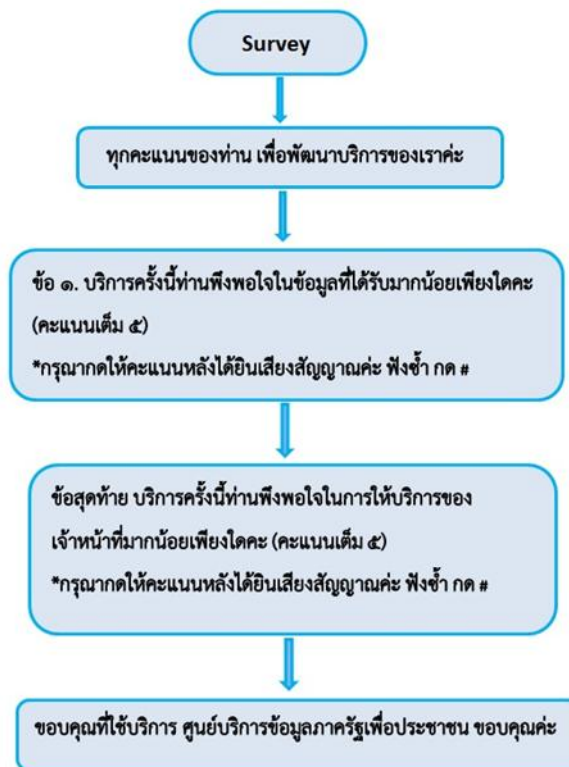 Survey
ทุกคะแนนของท่าน เพื่อพัฒนาบริการของเราค่ะ
ข้อ ๑. บริการครั้งนี้ท่านพึงพอใจในข้อมูลที่ได้รับมากน้อยเพียงใดคะ
(คะแนนเต็ม ๕)
*กรุณากดให้คะแนนหลังได้ยินเสียงสัญญาณค่ะ ฟังซ้ำ กด #
ข้อสุดท้าย บริการครั้งนี้ท่านพึงพอใจในการให้บริการของ
เจ้าหน้าที่มากน้อยเพียงใดคะ (คะแนนเต็ม ๕)
*กรุณากดให้คะแนนหลังได้ยินเสียงสัญญาณค่ะ ฟังซ้ำ กด #
ขอบคุณที่ใช้บริการ ศูนย์บริการข้อมูลภาครัฐเพื่อประชาชน ขอบคุณค่ะ